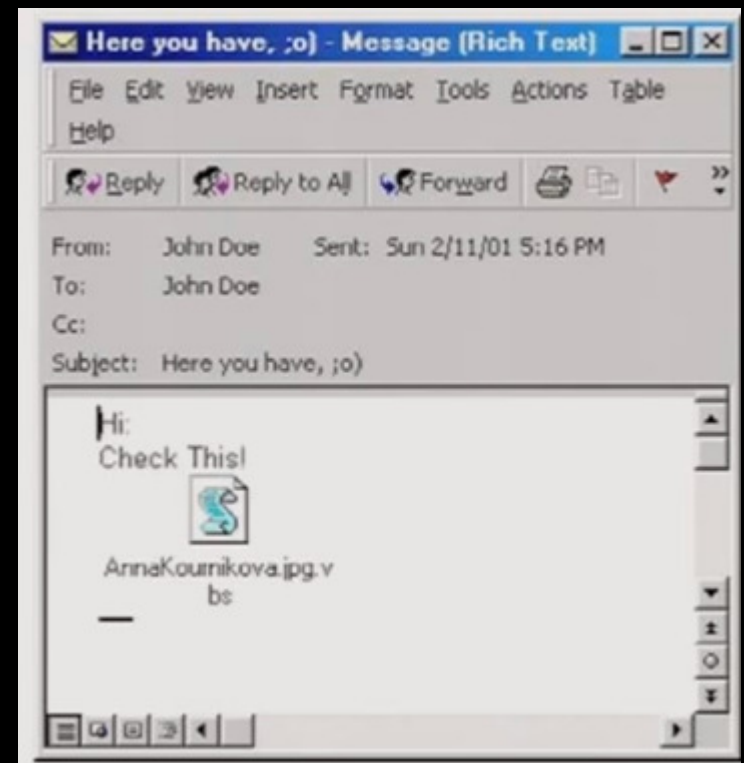 Here you have, ;o) - Message (Rich Text)
File Edit View Insert Format Tools Actions Table
Help
Reply Reply to All Forward
From: John Doe Sent: Sun 2/11/01 5:16 PM
To: John Doe
Cc:
Subject: Here you have, ;o)
Hi:
Check This!
AnnaKournikova.jpg.v
bs